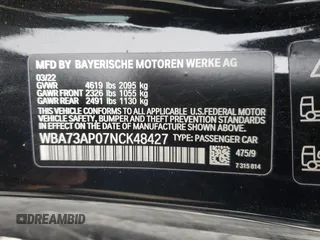 MFD BY BAYERISCHE MOTOREN WERKE AG
03/22
GVWR 4619 lbs 2095 kg
GAWR FRONT 2326 lbs 1055 kg
GAWR REAR 2491 lbs 1130 kg
THIS VEHICLE CONFORMS TO ALL APPLICABLE
U.S. FEDERAL MOTOR VEHICLE SAFETY, BUMPER,
AND THEFT PREVENTION STANDARDS IN EFFECT ON
THE DATE OF MANUFACTURE SHOWN ABOVE.
WBA73AP07NCK48427 TYPE: PASSENGER CAR
475/9
7 315 014
AUTOBIDMASTER